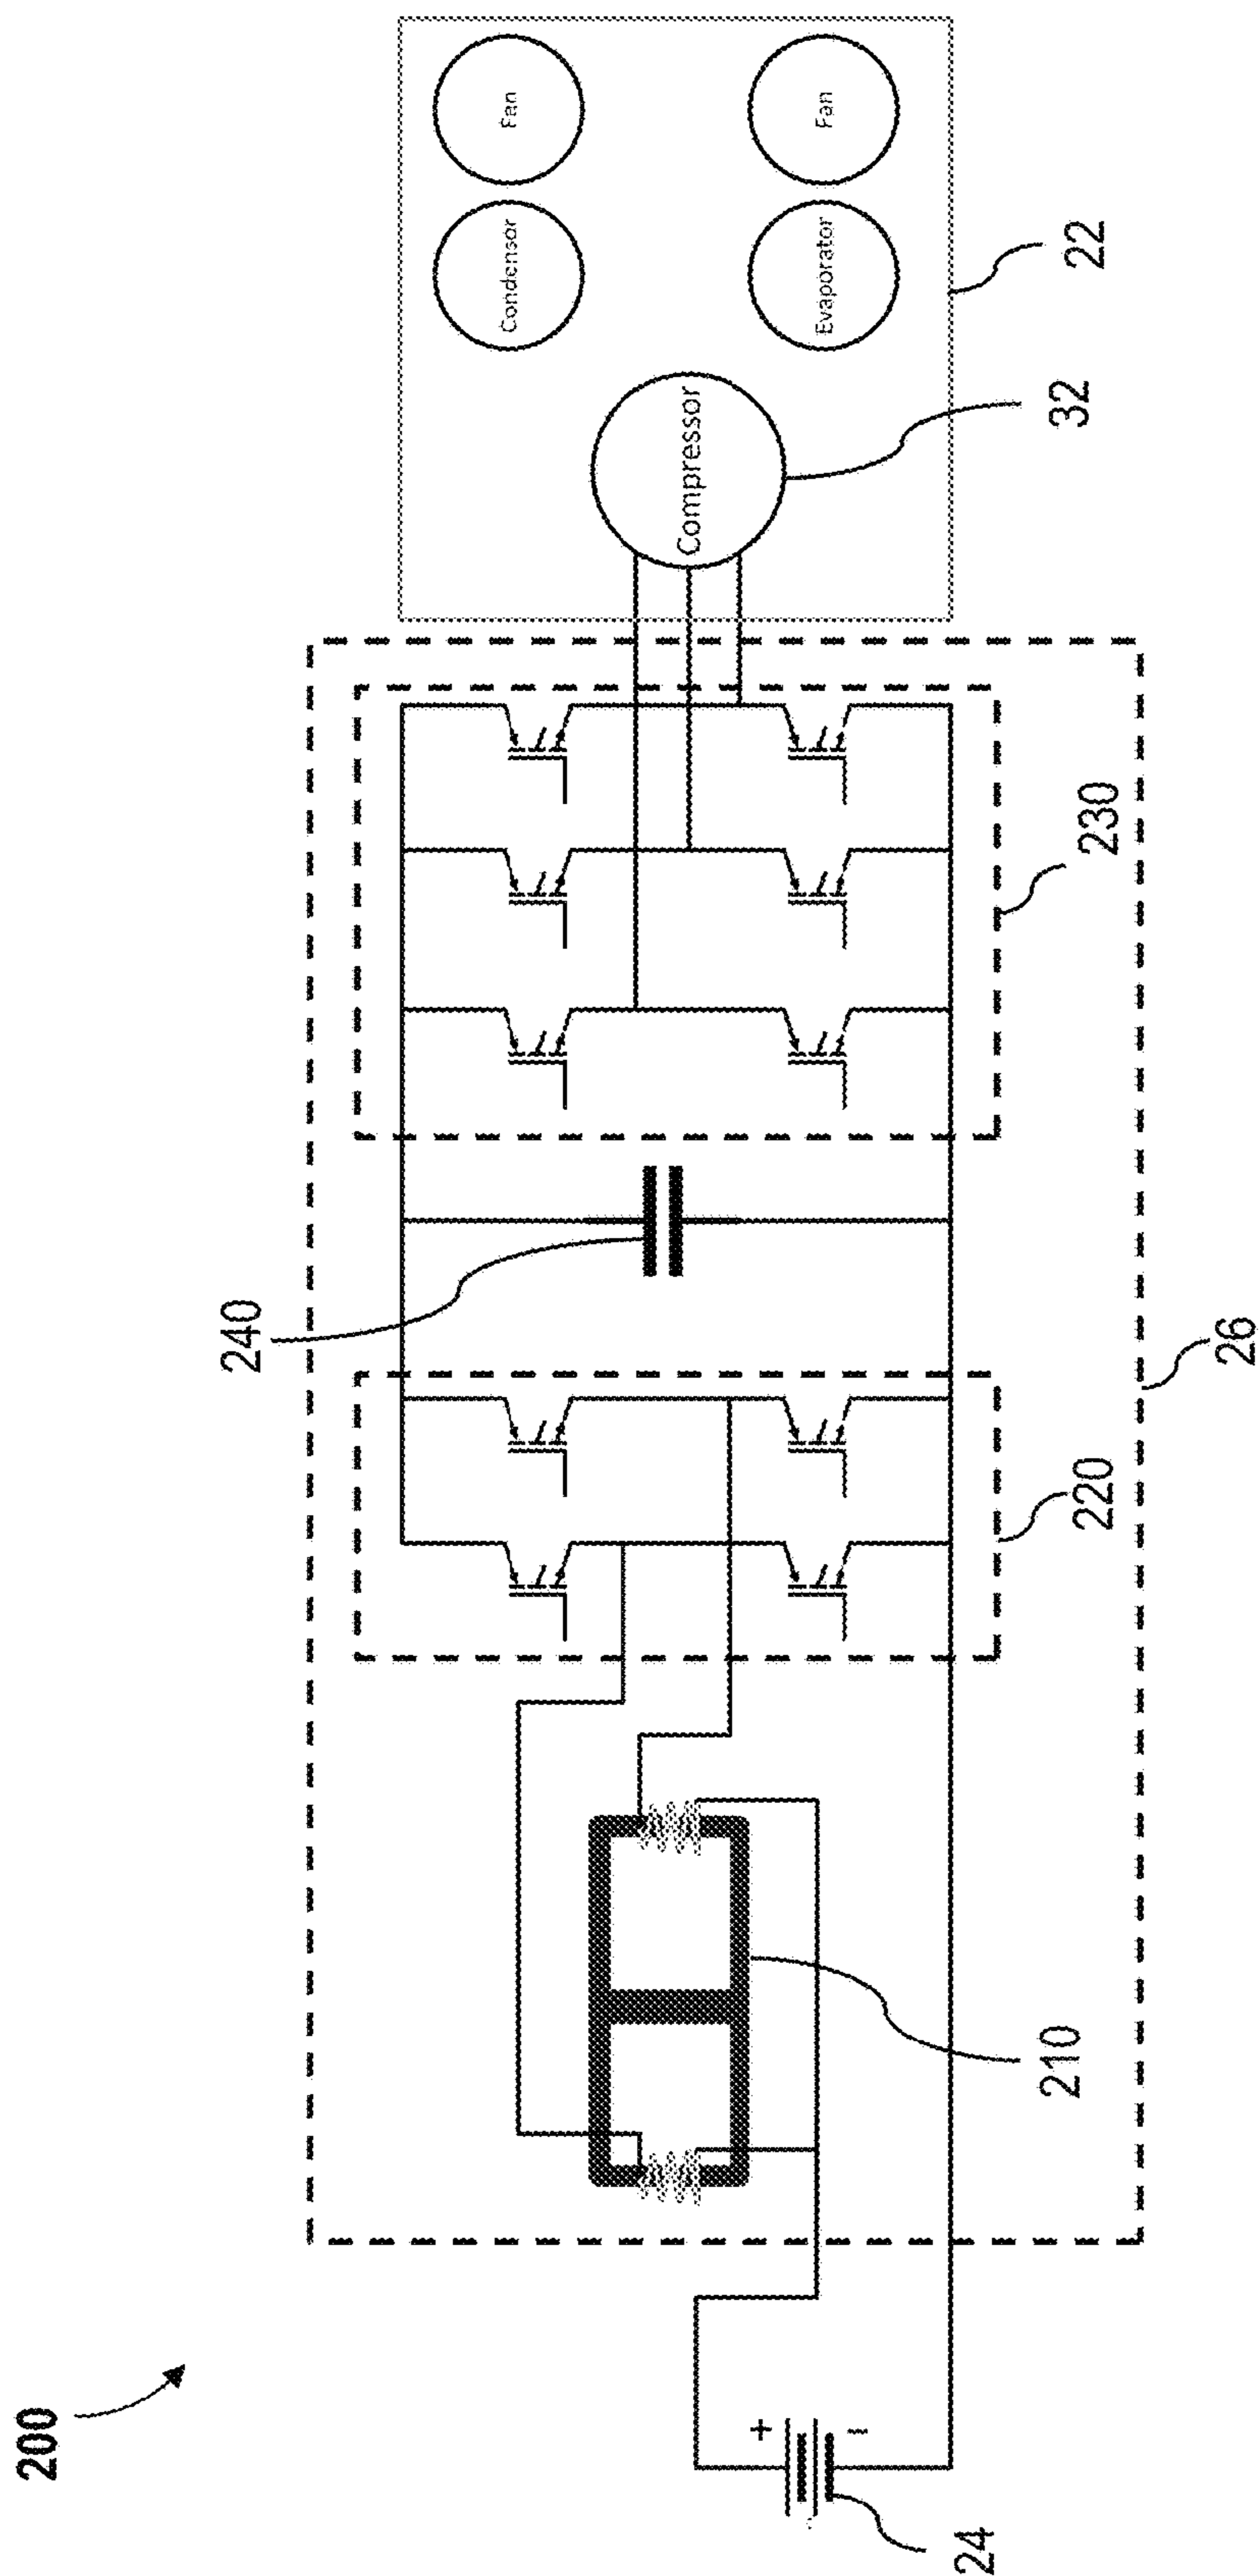 200
Fan
Fan
Condensor
Evaporator
22
Compressor
32
230
240
26
220
210
+
−
24